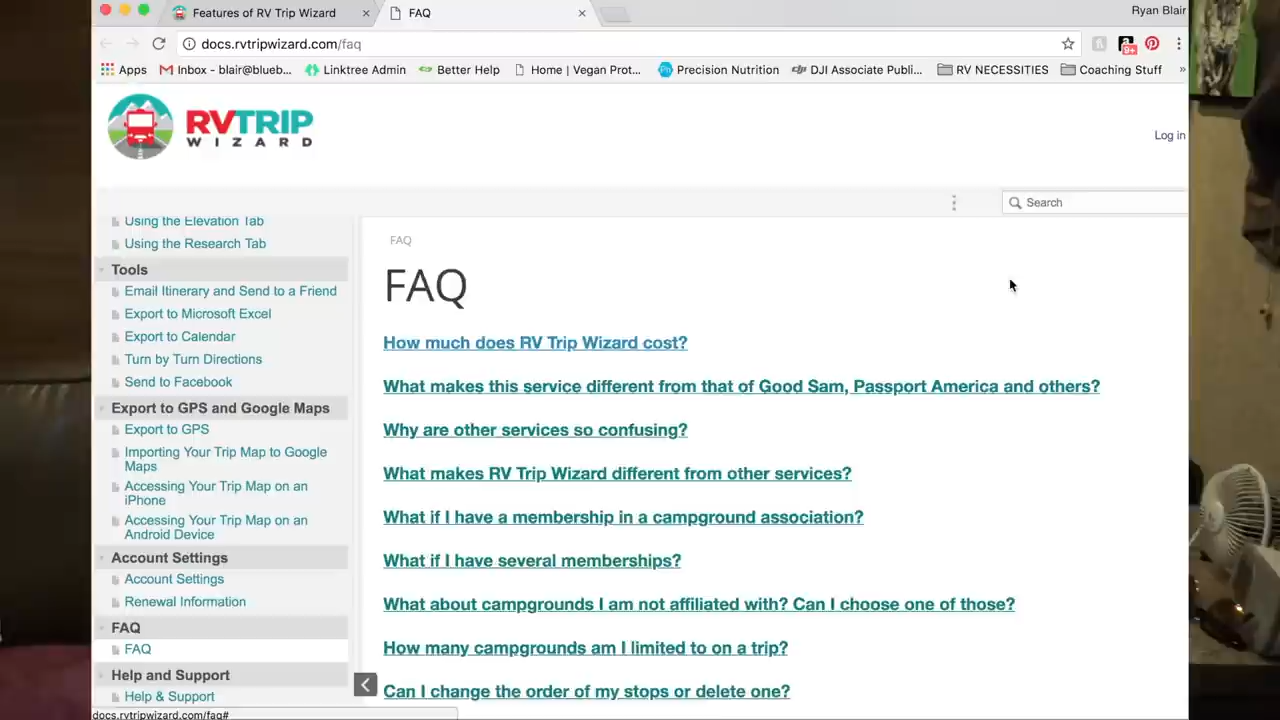 Features of RV Trip Wizard
FAQ
Ryan Blair
docs.rvtripwizard.com/faq
9+
Apps
Inbox - blair@blueb...
Linktree Admin
Better Help
Home | Vegan Prot...
Precision Nutrition
DJI Associate Publi...
RV NECESSITIES
Coaching Stuff
»
RVTRIP
WIZARD
Log in
Search
Using the Elevation Tab
Using the Research Tab
Tools
Email Itinerary and Send to a Friend
Export to Microsoft Excel
Export to Calendar
Turn by Turn Directions
Send to Facebook
Export to GPS and Google Maps
Export to GPS
Importing Your Trip Map to Google
Maps
Accessing Your Trip Map on an
iPhone
Accessing Your Trip Map on an
Android Device
Account Settings
Account Settings
Renewal Information
FAQ
FAQ
Help and Support
Help & Support
docs.rvtripwizard.com/faq#
FAQ
FAQ
How much does RV Trip Wizard cost?
What makes this service different from that of Good Sam, Passport America and others?
Why are other services so confusing?
What makes RV Trip Wizard different from other services?
What if I have a membership in a campground association?
What if I have several memberships?
What about campgrounds I am not affiliated with? Can I choose one of those?
How many campgrounds am I limited to on a trip?
Can I change the order of my stops or delete one?